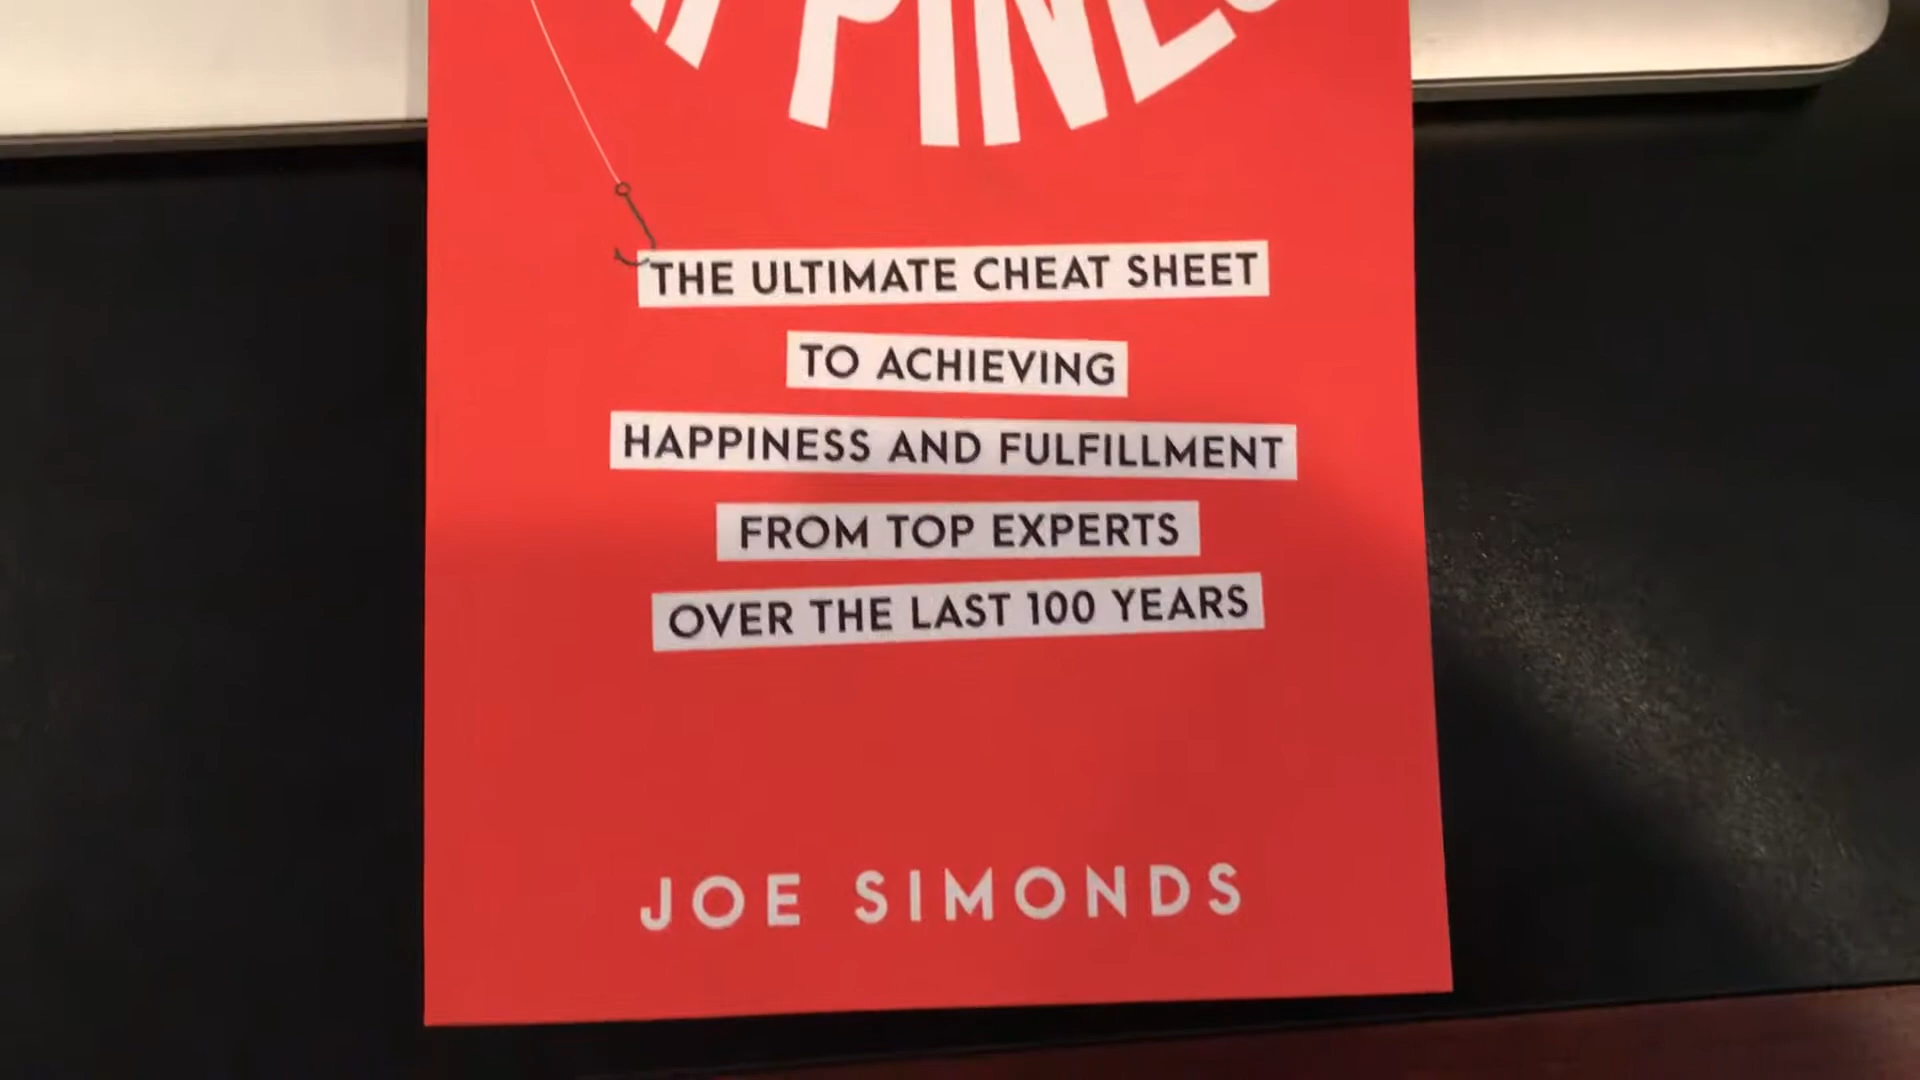 THE ULTIMATE CHEAT SHEET
TO ACHIEVING
HAPPINESS AND FULFILLMENT
FROM TOP EXPERTS
OVER THE LAST 100 YEARS
JOE SIMONDS